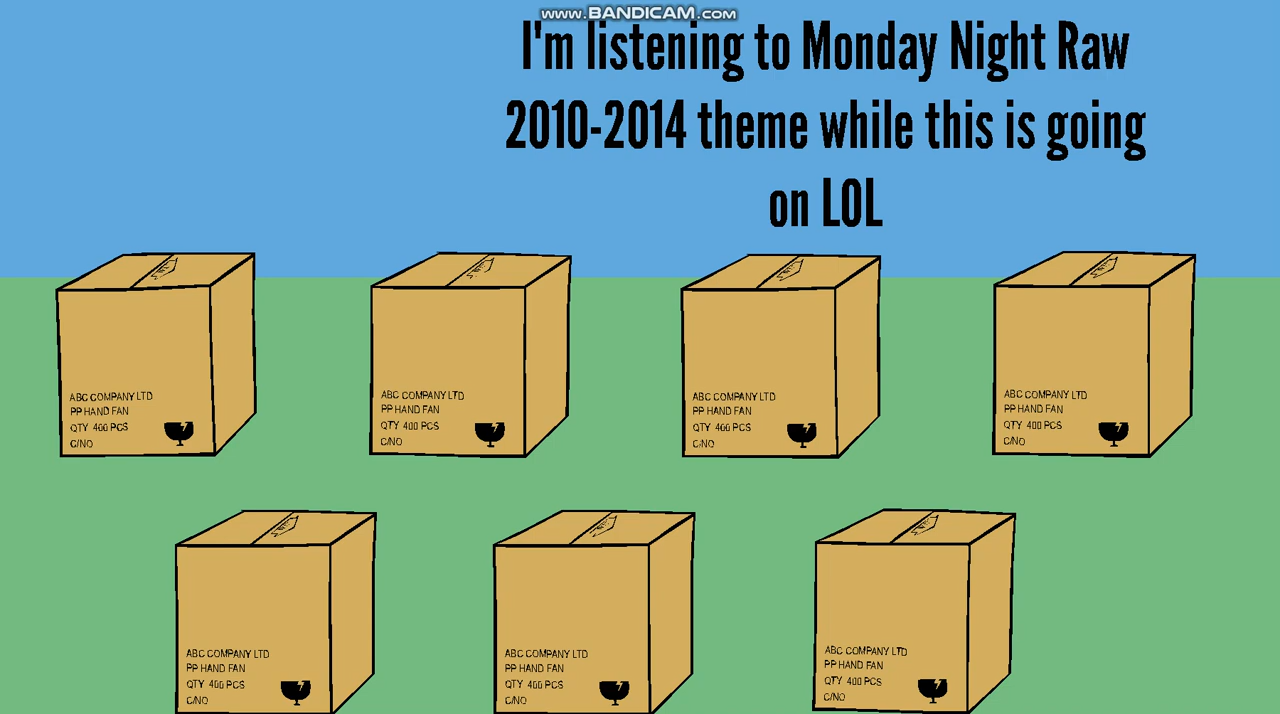 www.BANDICAM.com
I'm listening to Monday Night Raw
2010-2014 theme while this is going
on LOL
ABC COMPANY LTD
PP HAND FAN
QTY 400 PCS
C/NO
ABC COMPANY LTD
PP HAND FAN
QTY 400 PCS
C/NO
ABC COMPANY LTD
PP HAND FAN
QTY 400 PCS
C/NO
ABC COMPANY LTD
PP HAND FAN
QTY 400 PCS
C/NO
ABC COMPANY LTD
PP HAND FAN
QTY 400 PCS
C/NO
ABC COMPANY LTD
PP HAND FAN
QTY 400 PCS
C/NO
ABC COMPANY LTD
PP HAND FAN
QTY 400 PCS
C/NO